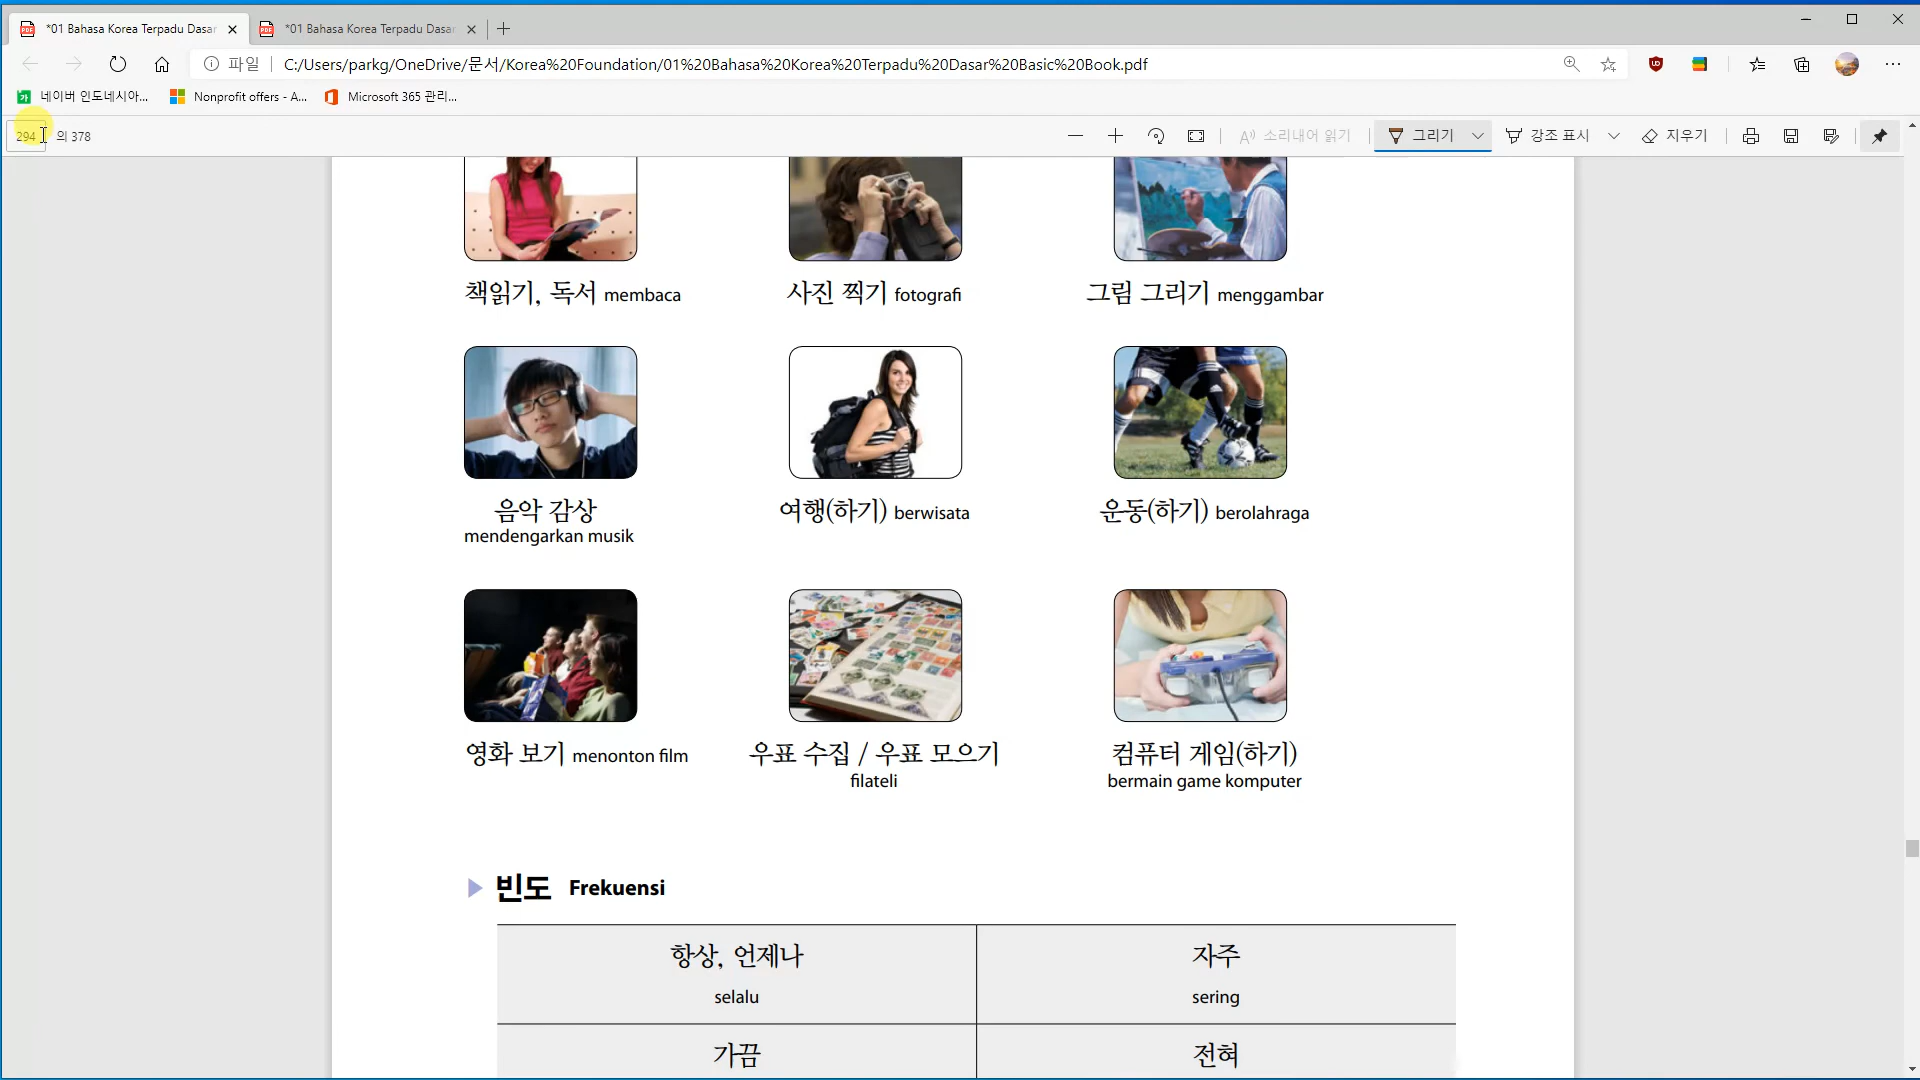 *01 Bahasa Korea Terpadu Dasar
*01 Bahasa Korea Terpadu Dasar
파일 C:/Users/parkg/OneDrive/문서/Korea%20Foundation/01%20Bahasa%20Korea%20Terpadu%20Dasar%20Basic%20Book.pdf
네이버 인도네시아... Nonprofit offers - A... Microsoft 365 관리...
294 의 378 소리내어 읽기 그리기 강조 표시 지우기
책읽기, 독서 membaca
사진 찍기 fotografi
그림 그리기 menggambar
음악 감상
mendengarkan musik
여행(하기) berwisata
운동(하기) berolahraga
영화 보기 menonton film
우표 수집 / 우표 모으기
filateli
컴퓨터 게임(하기)
bermain game komputer
빈도 Frekuensi
항상, 언제나
selalu
자주
sering
가끔
전혀